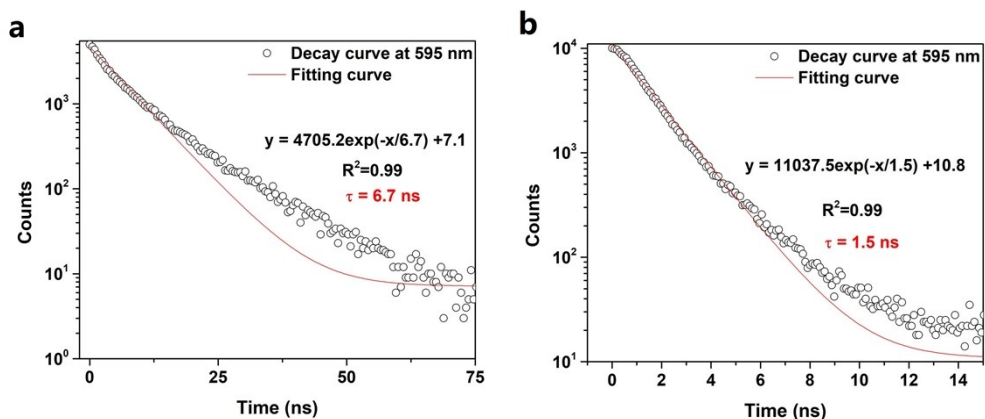 a
Decay curve at 595 nm
Fitting curve
y = 4705.2exp(-x/6.7) +7.1
R²=0.99
τ = 6.7 ns
Counts
10³
10²
10¹
10⁰
0 25 50 75
Time (ns)
b
Decay curve at 595 nm
Fitting curve
y = 11037.5exp(-x/1.5) +10.8
R²=0.99
τ = 1.5 ns
Counts
10⁴
10³
10²
10¹
0 2 4 6 8 10 12 14
Time (ns)